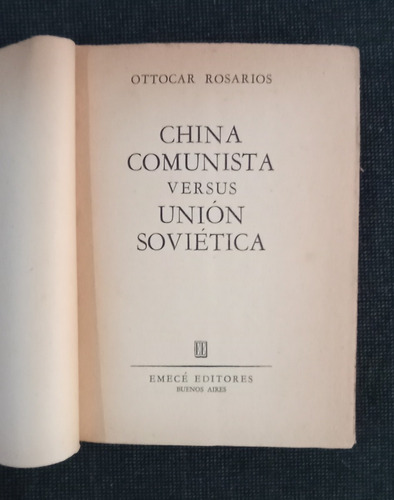 OTTOCAR ROSARIOS
CHINA
COMUNISTA
VERSUS
UNIÓN
SOVIÉTICA
EMECÉ EDITORES
BUENOS AIRES